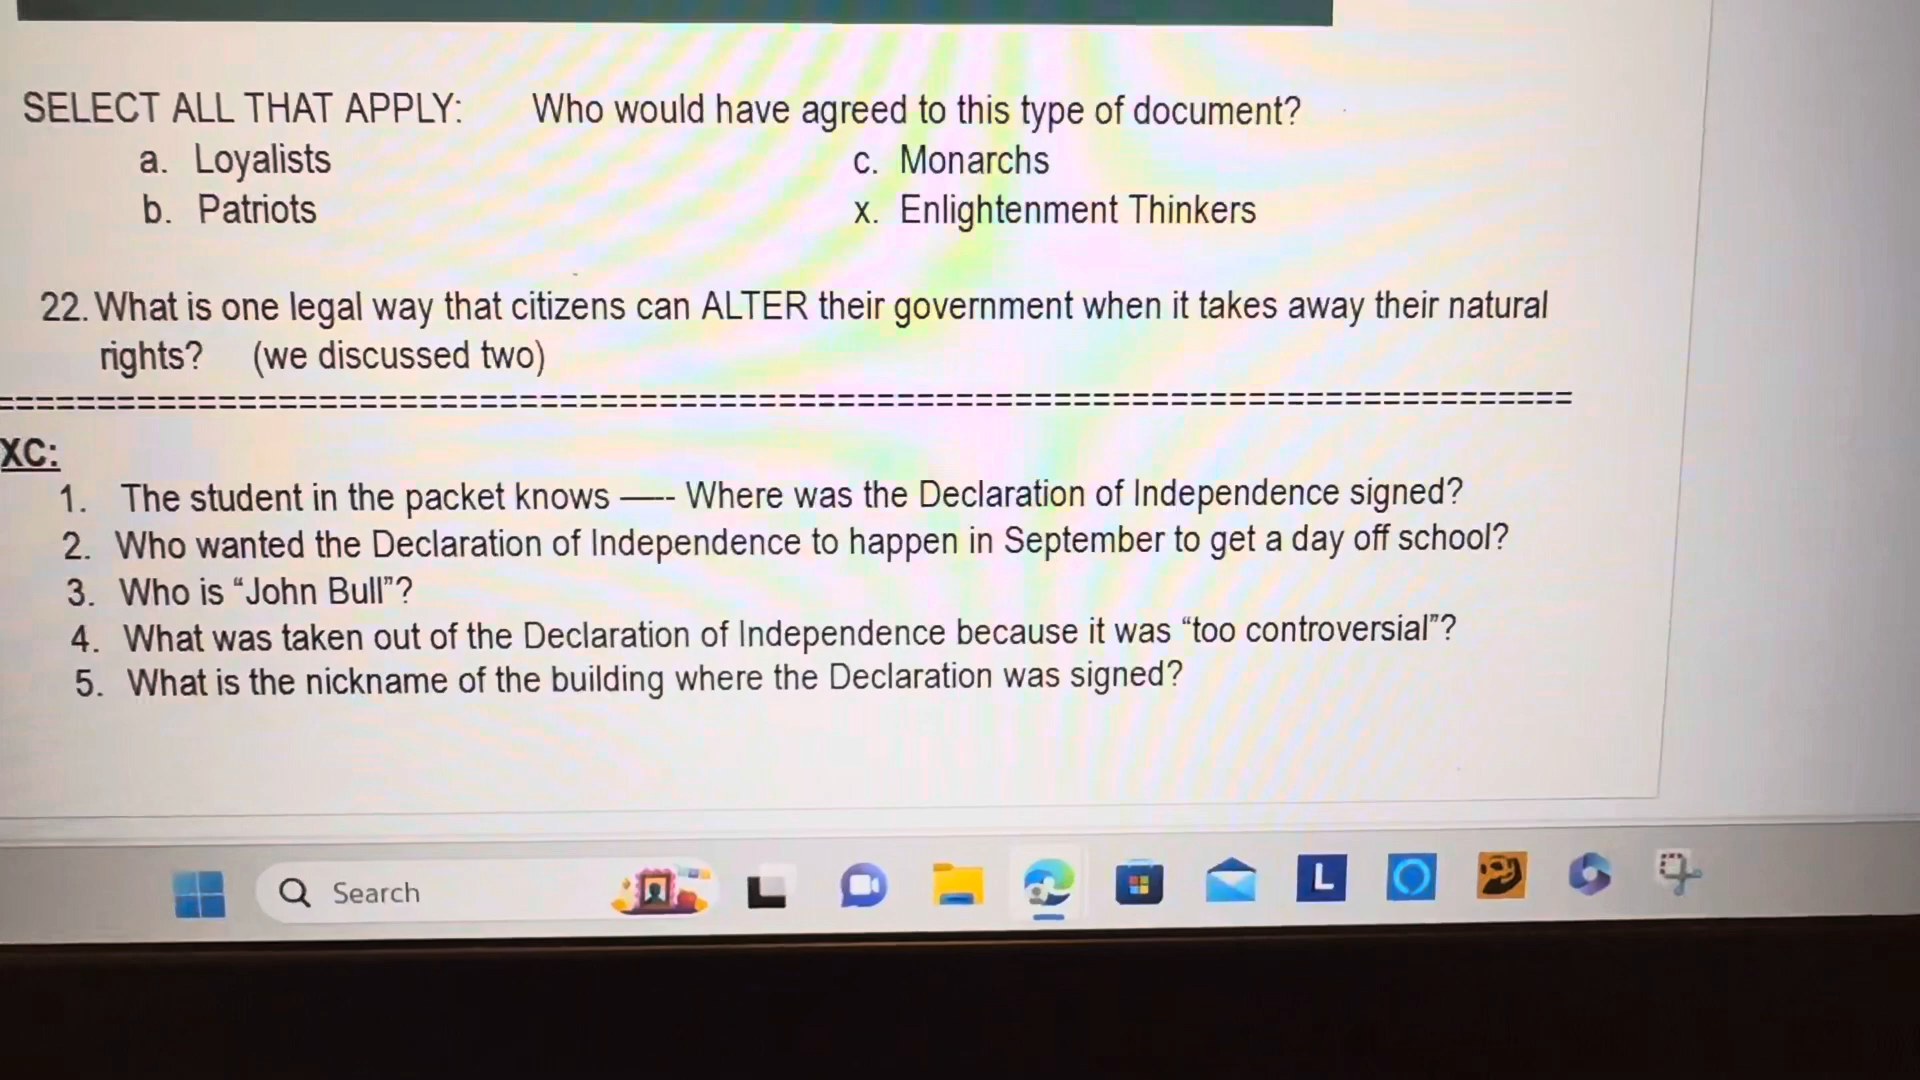 SELECT ALL THAT APPLY: Who would have agreed to this type of document?
a. Loyalists c. Monarchs
b. Patriots x. Enlightenment Thinkers
22. What is one legal way that citizens can ALTER their government when it takes away their natural
rights? (we discussed two)
==============================================================================
XC:
1. The student in the packet knows —-- Where was the Declaration of Independence signed?
2. Who wanted the Declaration of Independence to happen in September to get a day off school?
3. Who is “John Bull”?
4. What was taken out of the Declaration of Independence because it was “too controversial”?
5. What is the nickname of the building where the Declaration was signed?
Search
L